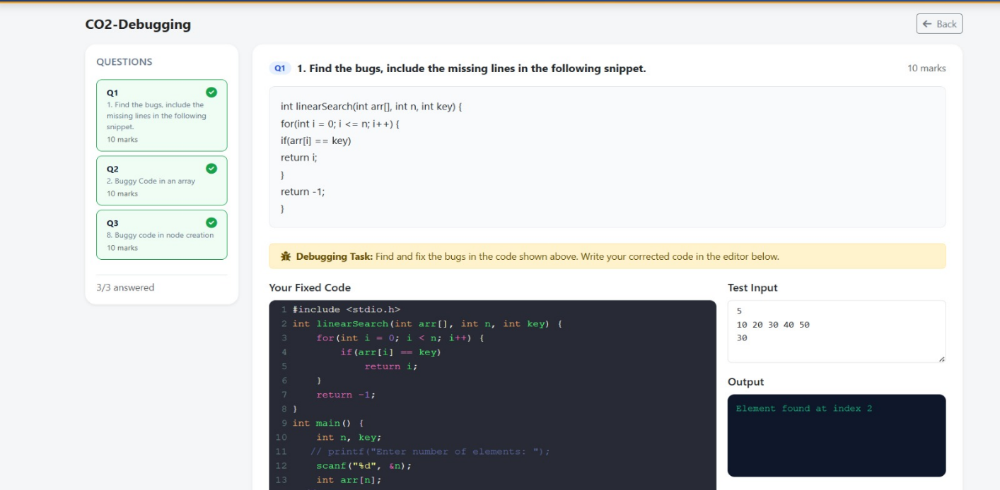 CO2-Debugging
← Back
QUESTIONS
Q1
1. Find the bugs, include the
missing lines in the following
snippet.
10 marks
Q2
2. Buggy Code in an array
10 marks
Q3
8. Buggy code in node creation
10 marks
3/3 answered
Q1 1. Find the bugs, include the missing lines in the following snippet. 10 marks
int linearSearch(int arr[], int n, int key) {
for(int i = 0; i <= n; i++) {
if(arr[i] == key)
return i;
}
return -1;
}
Debugging Task: Find and fix the bugs in the code shown above. Write your corrected code in the editor below.
Your Fixed Code
1 #include <stdio.h>
2 int linearSearch(int arr[], int n, int key) {
3     for(int i = 0; i < n; i++) {
4         if(arr[i] == key)
5             return i;
6     }
7     return -1;
8 }
9 int main() {
10     int n, key;
11    // printf("Enter number of elements: ");
12     scanf("%d", &n);
13     int arr[n];
Test Input
5
10 20 30 40 50
30
Output
Element found at index 2